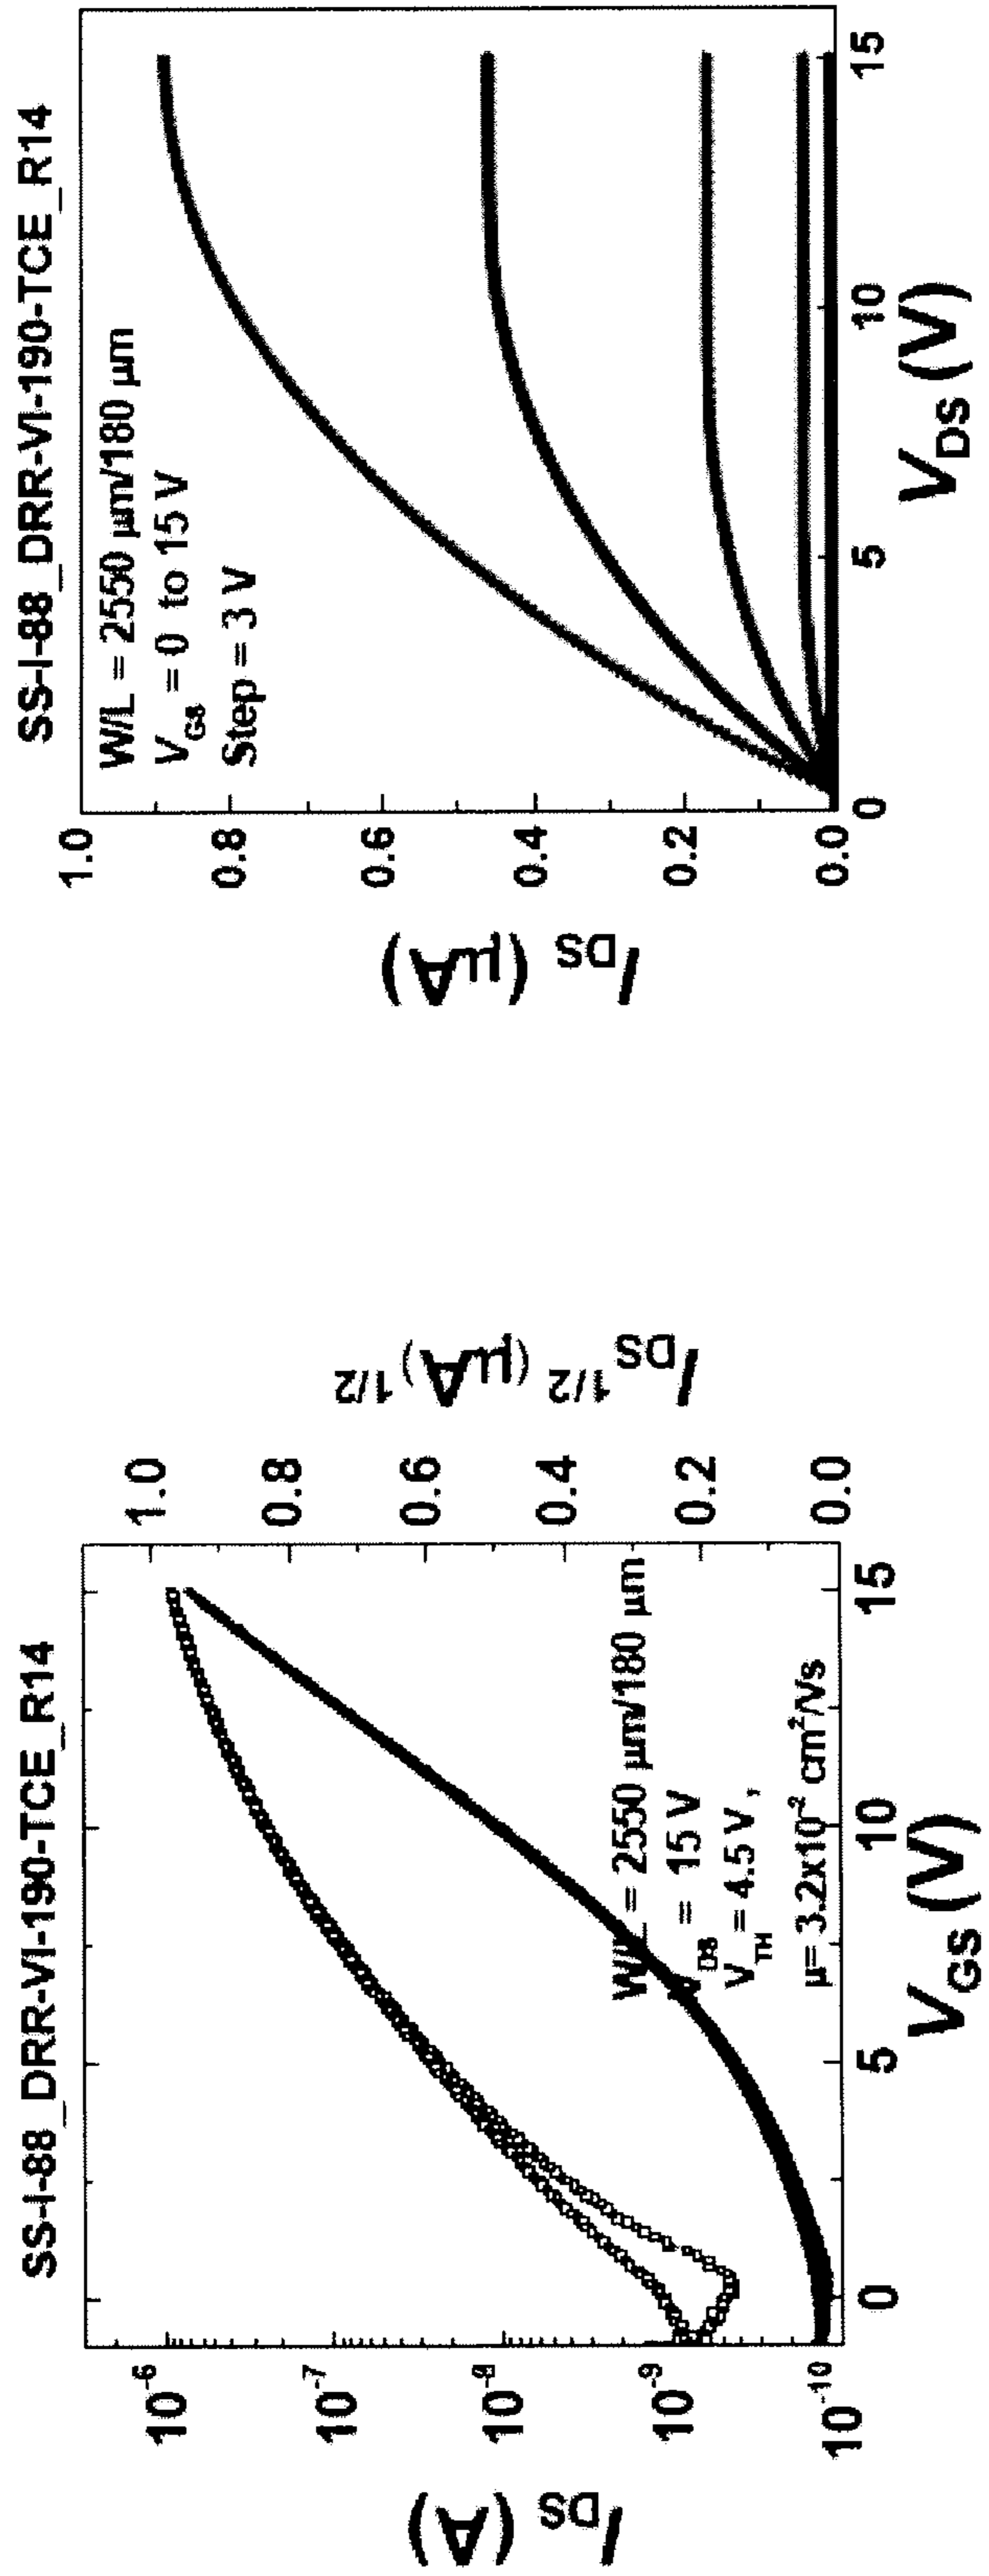 SS-I-88_DRR-VI-190-TCE_R14
I_DS (A)
10^-6
10^-7
10^-8
10^-9
10^-10
I_DS^1/2 (μA)^1/2
1.0
0.8
0.6
0.4
0.2
0.0
W/L = 2550 μm/180 μm
V_DS = 15 V
V_TH = 4.5 V ,
μ= 3.2x10^-2 cm^2/Vs
0 5 10 15
V_GS (V)
SS-I-88_DRR-VI-190-TCE_R14
I_DS (μA)
1.0
0.8
0.6
0.4
0.2
0.0
W/L = 2550 μm/180 μm
V_GS = 0 to 15 V
Step = 3 V
0 5 10 15
V_DS (V)